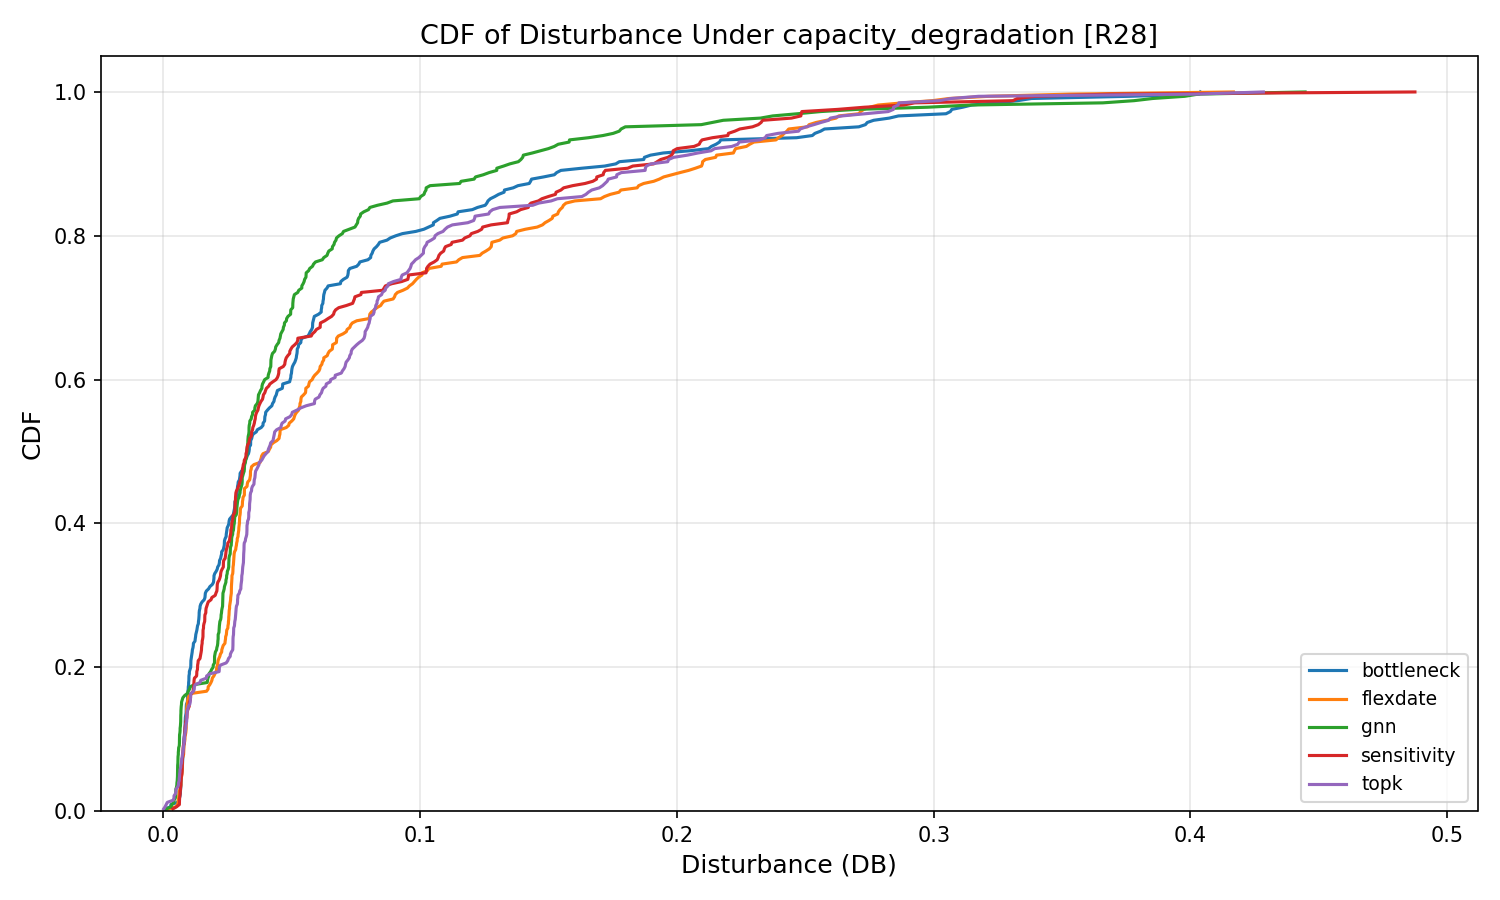 CDF of Disturbance Under capacity_degradation [R28]
CDF
1.0
0.8
0.6
0.4
0.2
0.0
0.0 0.1 0.2 0.3 0.4 0.5
Disturbance (DB)
bottleneck
flexdate
gnn
sensitivity
topk